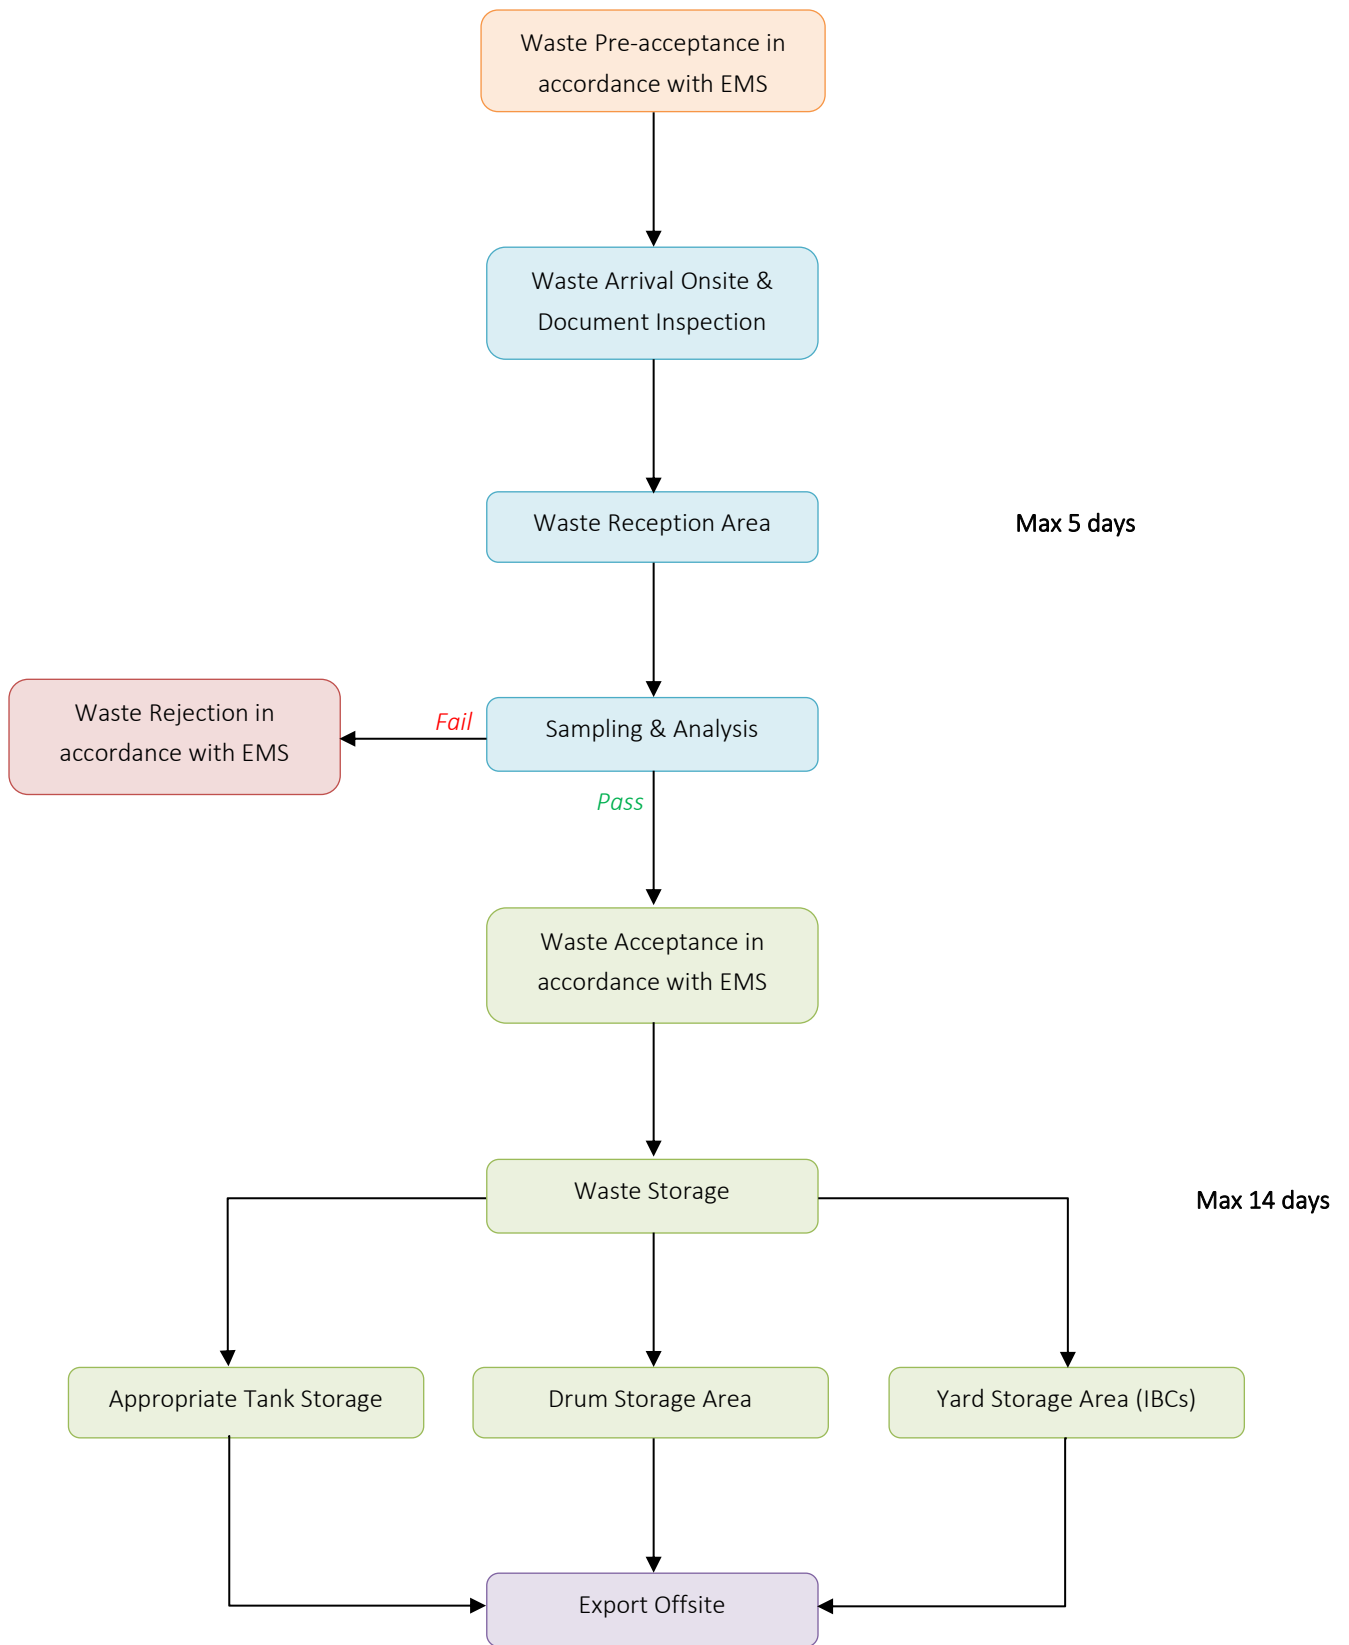 Waste Pre-acceptance in
accordance with EMS
Waste Arrival Onsite &
Document Inspection
Waste Reception Area
Max 5 days
Waste Rejection in
accordance with EMS
Fail
Sampling & Analysis
Pass
Waste Acceptance in
accordance with EMS
Waste Storage
Max 14 days
Appropriate Tank Storage
Drum Storage Area
Yard Storage Area (IBCs)
Export Offsite